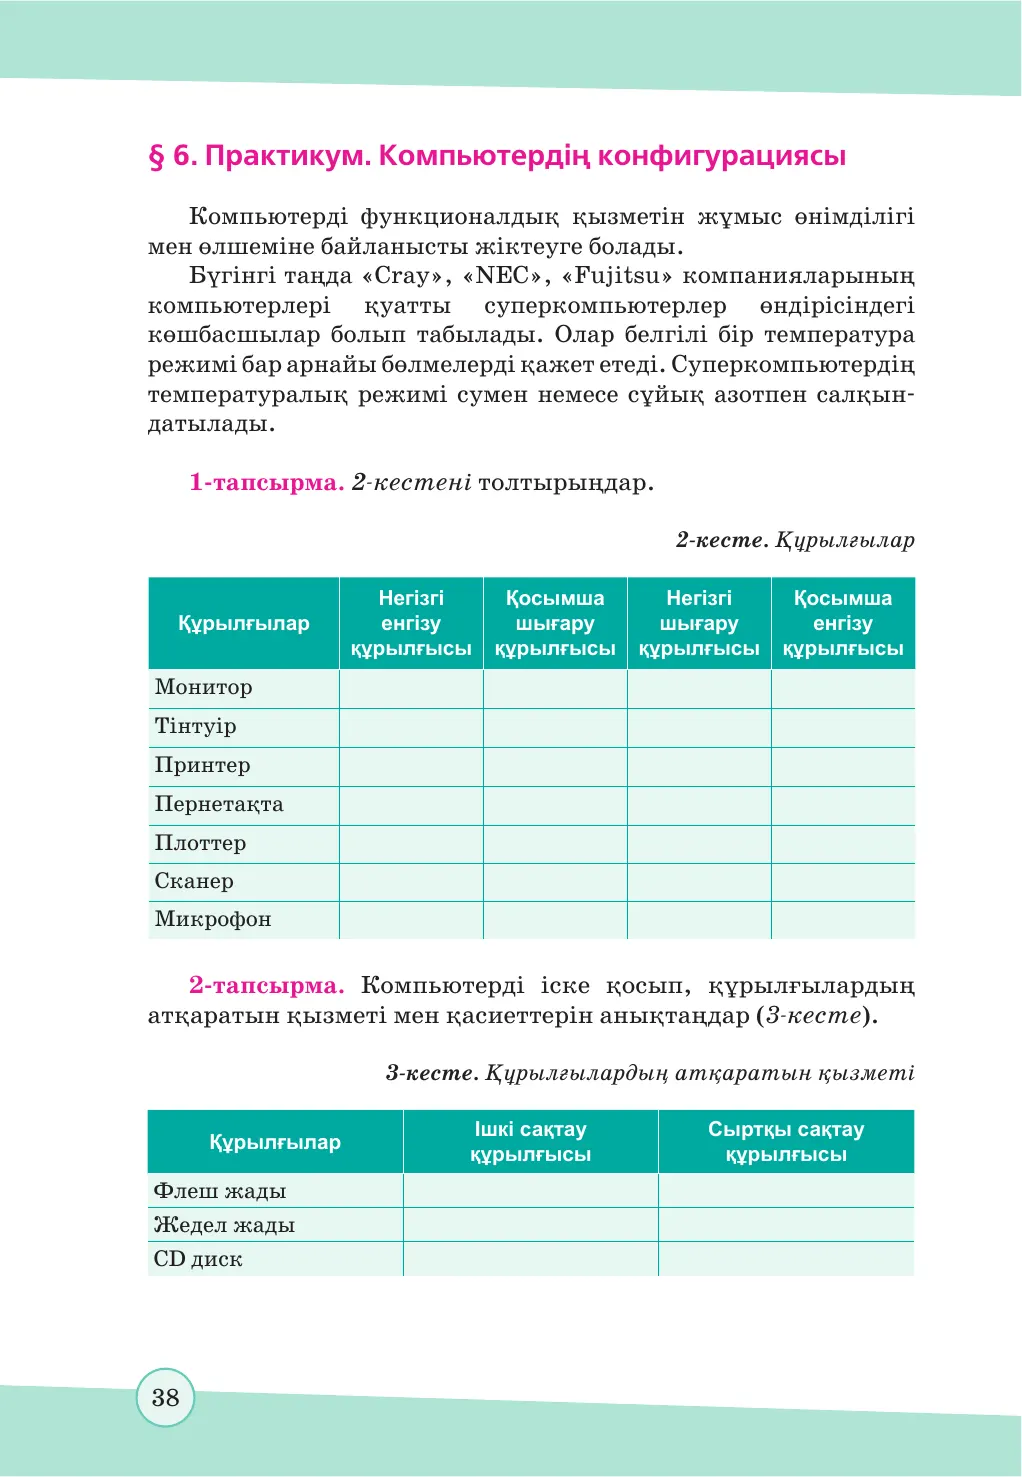 § 6. Практикум. Компьютердің конфигурациясы
Компьютерді функционалдық қызметін жұмыс өнімділігі
мен өлшеміне байланысты жіктеуге болады.
Бүгінгі таңда «Cray», «NEC», «Fujitsu» компанияларының
компьютерлері қуатты суперкомпьютерлер өндірісіндегі
көшбасшылар болып табылады. Олар белгілі бір температура
режимі бар арнайы бөлмелерді қажет етеді. Суперкомпьютердің
температуралық режимі сумен немесе сұйық азотпен салқын-
датылады.
1-тапсырма. 2-кестені толтырыңдар.
2-кесте. Құрылғылар
Құрылғылар
Негізгі
енгізу
құрылғысы
Қосымша
шығару
құрылғысы
Негізгі
шығару
құрылғысы
Қосымша
енгізу
құрылғысы
Монитор
Тінтуір
Принтер
Пернетақта
Плоттер
Сканер
Микрофон
2-тапсырма. Компьютерді іске қосып, құрылғылардың
атқаратын қызметі мен қасиеттерін анықтаңдар (3-кесте).
3-кесте. Құрылғылардың атқаратын қызметі
Құрылғылар
Ішкі сақтау
құрылғысы
Сыртқы сақтау
құрылғысы
Флеш жады
Жедел жады
CD диск
38